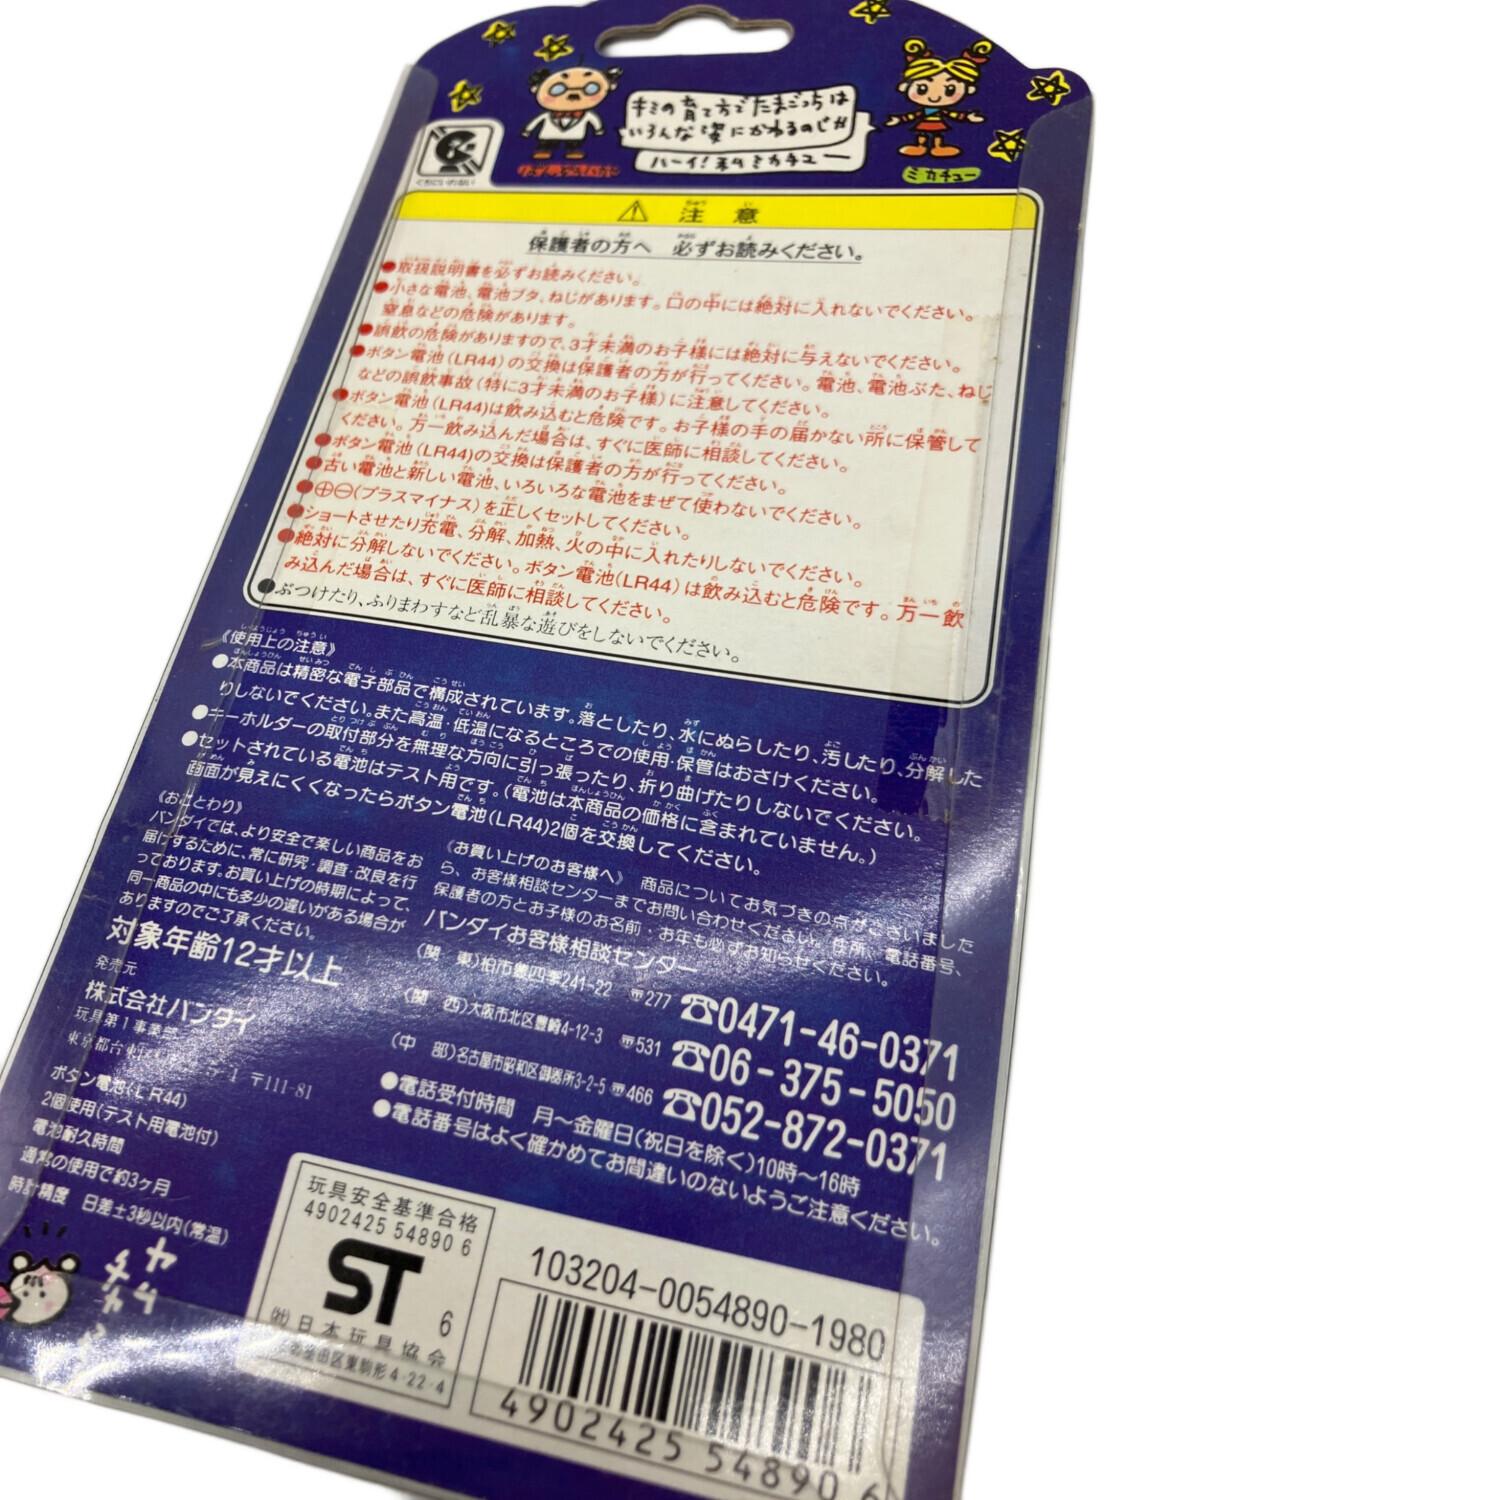 キミの育て方でたまごっちは
いろんな姿にかわるのじゃ
ハーイ!私ミカチュー
ばんぞういはかせ
ミカチュー
くちにいれない
注意
保護者の方へ 必ずお読みください。
●取扱説明書を必ずお読みください。
●小さな電池、電池ブタ、ねじがあります。口の中には絶対に入れないでください。
窒息などの危険があります。
●誤飲の危険がありますので、3才未満のお子様には絶対に与えないでください。
●ボタン電池(LR44)の交換は保護者の方が行ってください。電池、電池ぶた、ねじ
などの誤飲事故(特に3才未満のお子様)に注意してください。
●ボタン電池(LR44)は飲み込むと危険です。お子様の手の届かない所に保管して
ください。万一飲み込んだ場合は、すぐに医師に相談してください。
●ボタン電池(LR44)の交換は保護者の方が行ってください。
●古い電池と新しい電池、いろいろな電池をまぜて使わないでください。
●⊕⊖(プラスマイナス)を正しくセットしてください。
●ショートさせたり充電、分解、加熱、火の中に入れたりしないでください。
●絶対に分解しないでください。ボタン電池(LR44)は飲み込むと危険です。万一飲
み込んだ場合は、すぐに医師に相談してください。
●ぶつけたり、ふりまわすなど乱暴な遊びをしないでください。
《使用上の注意》
●本商品は精密な電子部品で構成されています。落としたり、水にぬらしたり、汚したり、分解した
りしないでください。また高温・低温になるところでの使用・保管はおさけください。
●キーホルダーの取付部分を無理な方向に引っ張ったり、折り曲げたりしないでください。
●セットされている電池はテスト用です。(電池は本商品の価格に含まれていません。)
画面が見えにくくなったらボタン電池(LR44)2個を交換してください。
《おことわり》
バンダイでは、より安全で楽しい商品をお
届けするために、常に研究・調査・改良を行
っております。お買い上げの時期によって、
同一商品の中にも多少の違いがある場合が
ありますのでご了承ください。
《お買い上げのお客様へ》 商品についてお気づきの点がございました
ら、お客様相談センターまでお問い合わせください。住所、電話番号、
保護者の方とお子様のお名前、お年も必ずお知らせください。
バンダイお客様相談センター
(関 東)柏市豊四季241-22 〒277 ☎0471-46-0371
(関 西)大阪市北区豊崎4-12-3 〒531 ☎06-375-5050
(中 部)名古屋市昭和区御器所3-2-5 〒466 ☎052-872-0371
●電話受付時間 月〜金曜日(祝日を除く)10時〜16時
●電話番号はよく確かめてお間違いのないようご注意ください。
対象年齢12才以上
発売元
株式会社バンダイ
玩具第1事業部
東京都台東 〒111-81
ボタン電池(LR44)
2個使用(テスト用電池付)
電池耐久時間
通常の使用で約3ヶ月
時計精度 日差±3秒以内(常温)
玩具安全基準合格
4902425 54890 6
ST
6
(社)日本玩具協会
墨田区東駒形4-22-4
103204-0054890-1980
4902425 54890 6